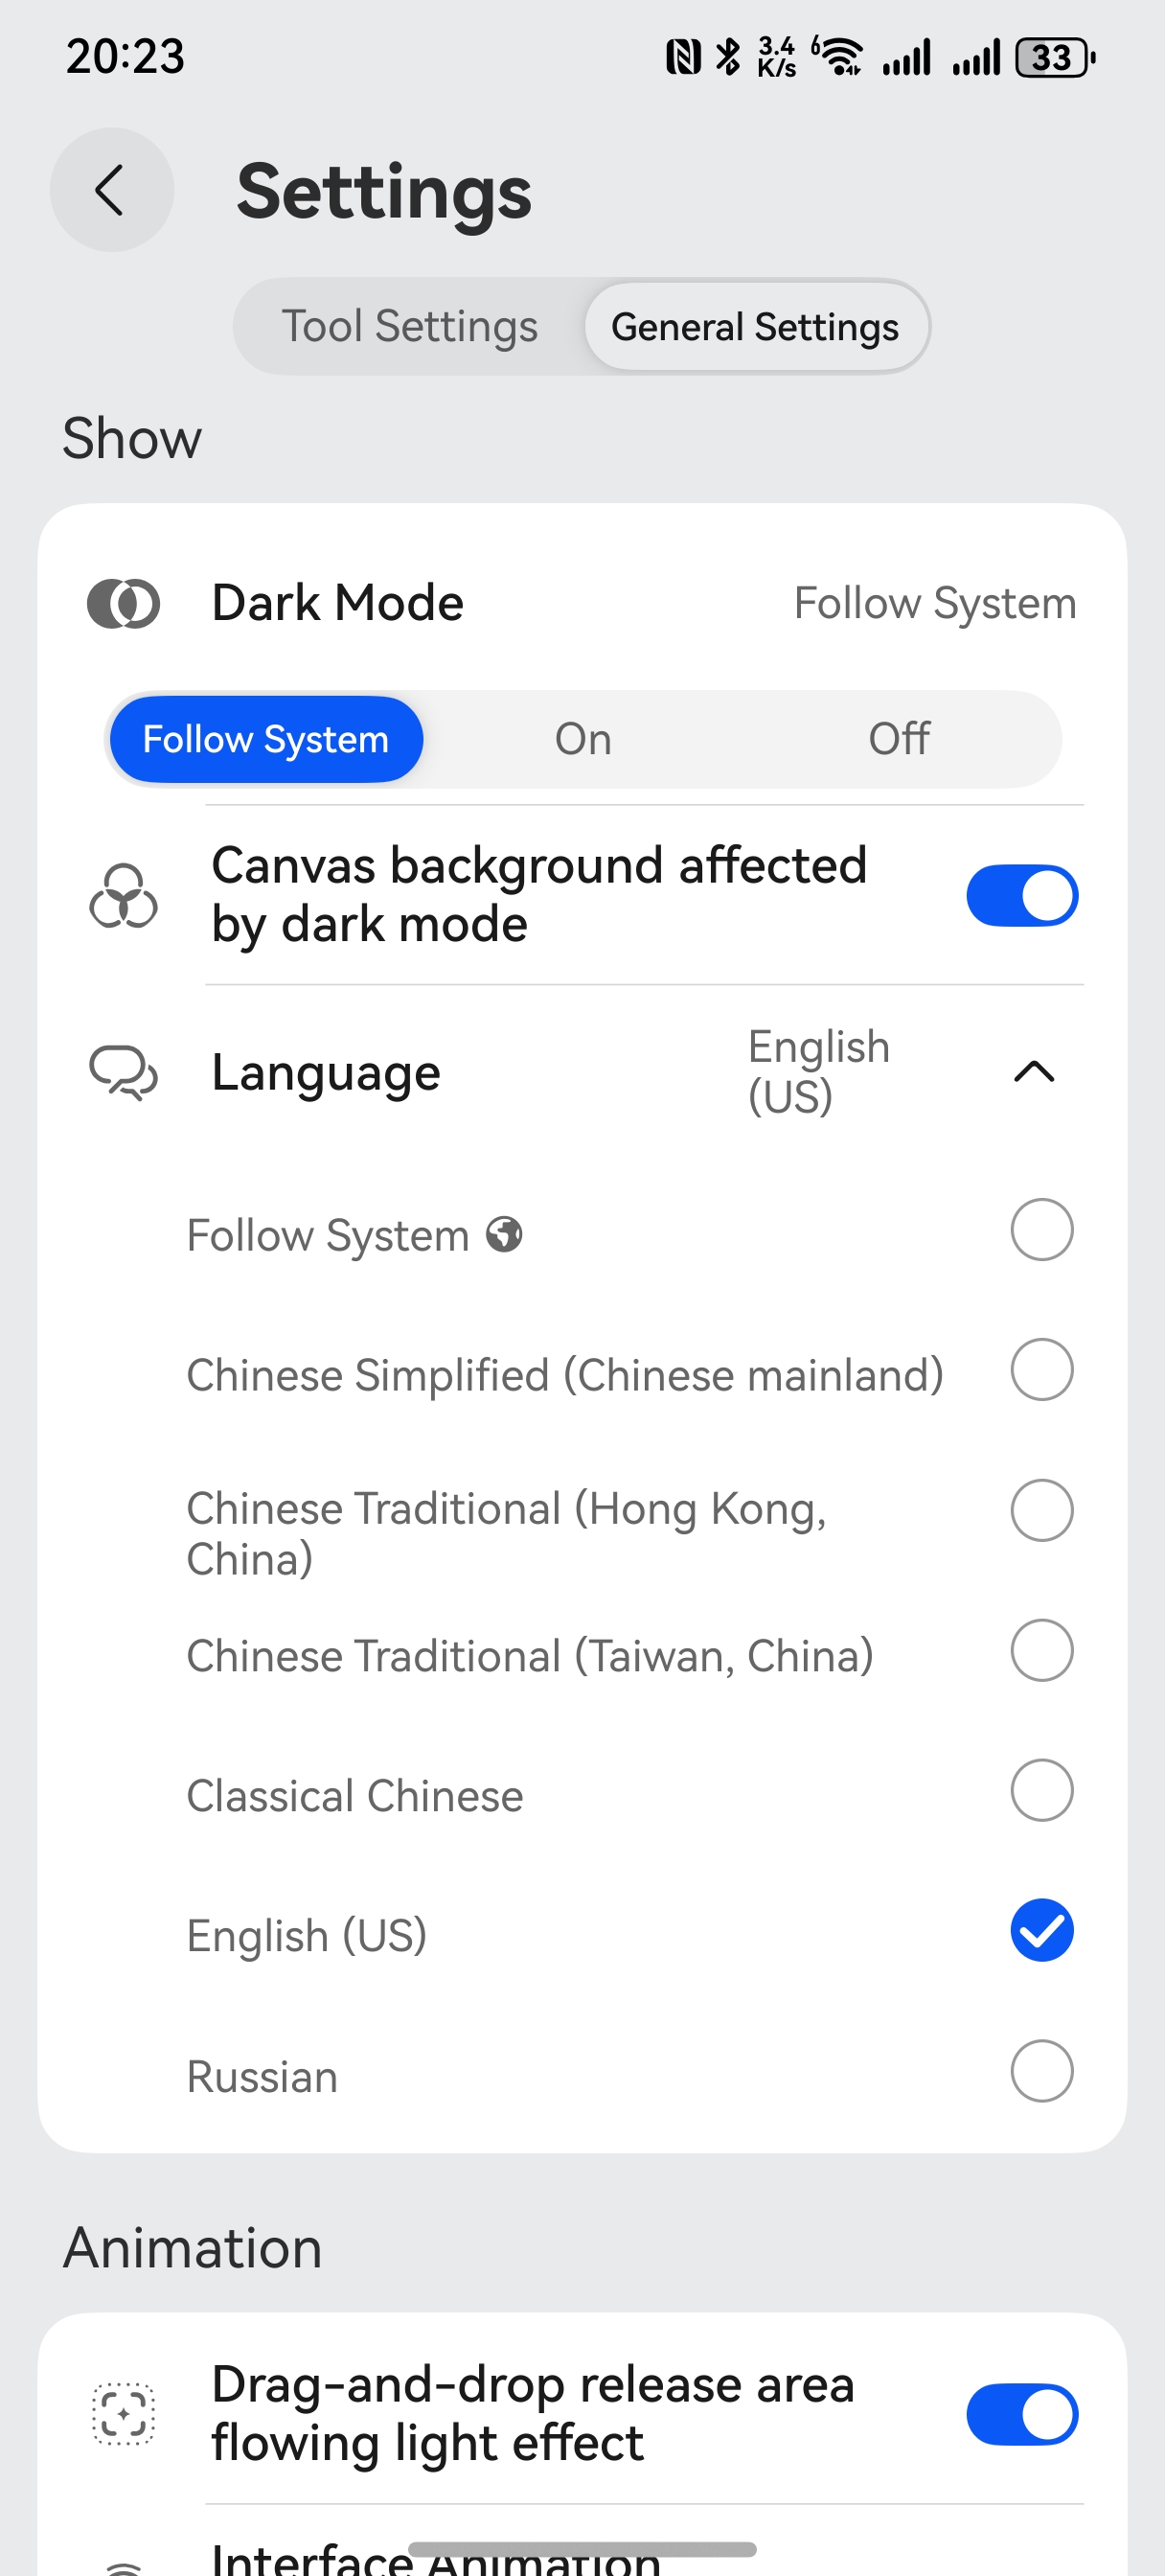 20:23
3.4
K/s
6
33
Settings
Tool Settings
General Settings
Show
Dark Mode
Follow System
Follow System
On
Off
Canvas background affected
by dark mode
Language
English
(US)
Follow System
Chinese Simplified (Chinese mainland)
Chinese Traditional (Hong Kong,
China)
Chinese Traditional (Taiwan, China)
Classical Chinese
English (US)
Russian
Animation
Drag-and-drop release area
flowing light effect
Interface Animation